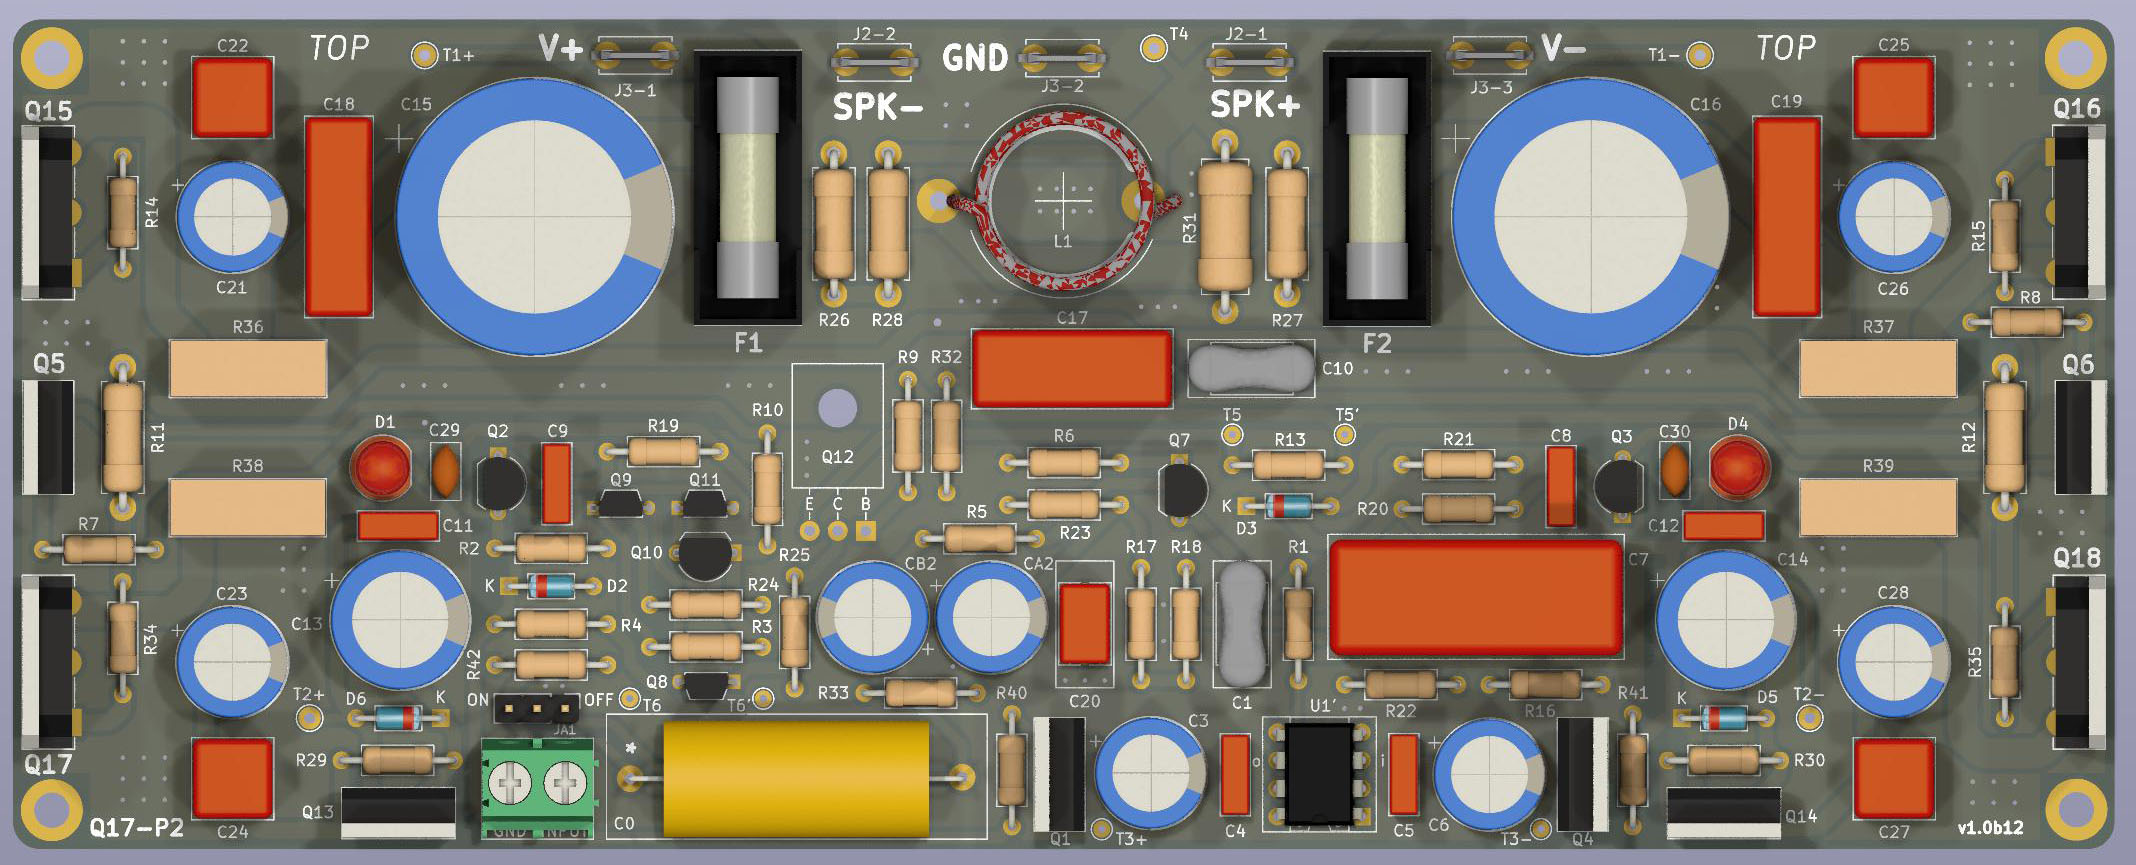 C22
TOP
T1+
V+
J3-1
J2-2
SPK-
GND
J3-2
T4
J2-1
SPK+
J3-3
V-
T1-
TOP
C25
Q15
C18
C15
C16
C19
Q16
R14
C21
R26
R28
L1
R31
R27
R15
C26
R8
R36
F1
C17
C10
F2
R37
Q5
R11
R9
R32
Q6
R12
D1
C29
Q2
C9
R19
R10
Q12
R6
Q7
T5
R13
T5'
R21
C8
Q3
C30
D4
R38
Q9
Q11
E
C
B
R39
R7
C11
R2
Q10
R5
R23
K
D3
R20
C12
R25
CB2
CA2
R17
R18
R1
C7
C14
Q18
K
D2
R24
C23
C13
R4
R3
C28
R34
R42
R35
Q8
R33
C20
C1
R40
U1'
R22
R16
R41
T2+
D6
K
ON
OFF
T6
T6'
K
D5
T2-
JA1
Q17
R29
*
C3
o
i
R30
Q13
GND
INPUT
C0
Q17-P2
C24
Q1
T3+
C4
C5
C6
T3-
Q4
Q14
C27
v1.0b12